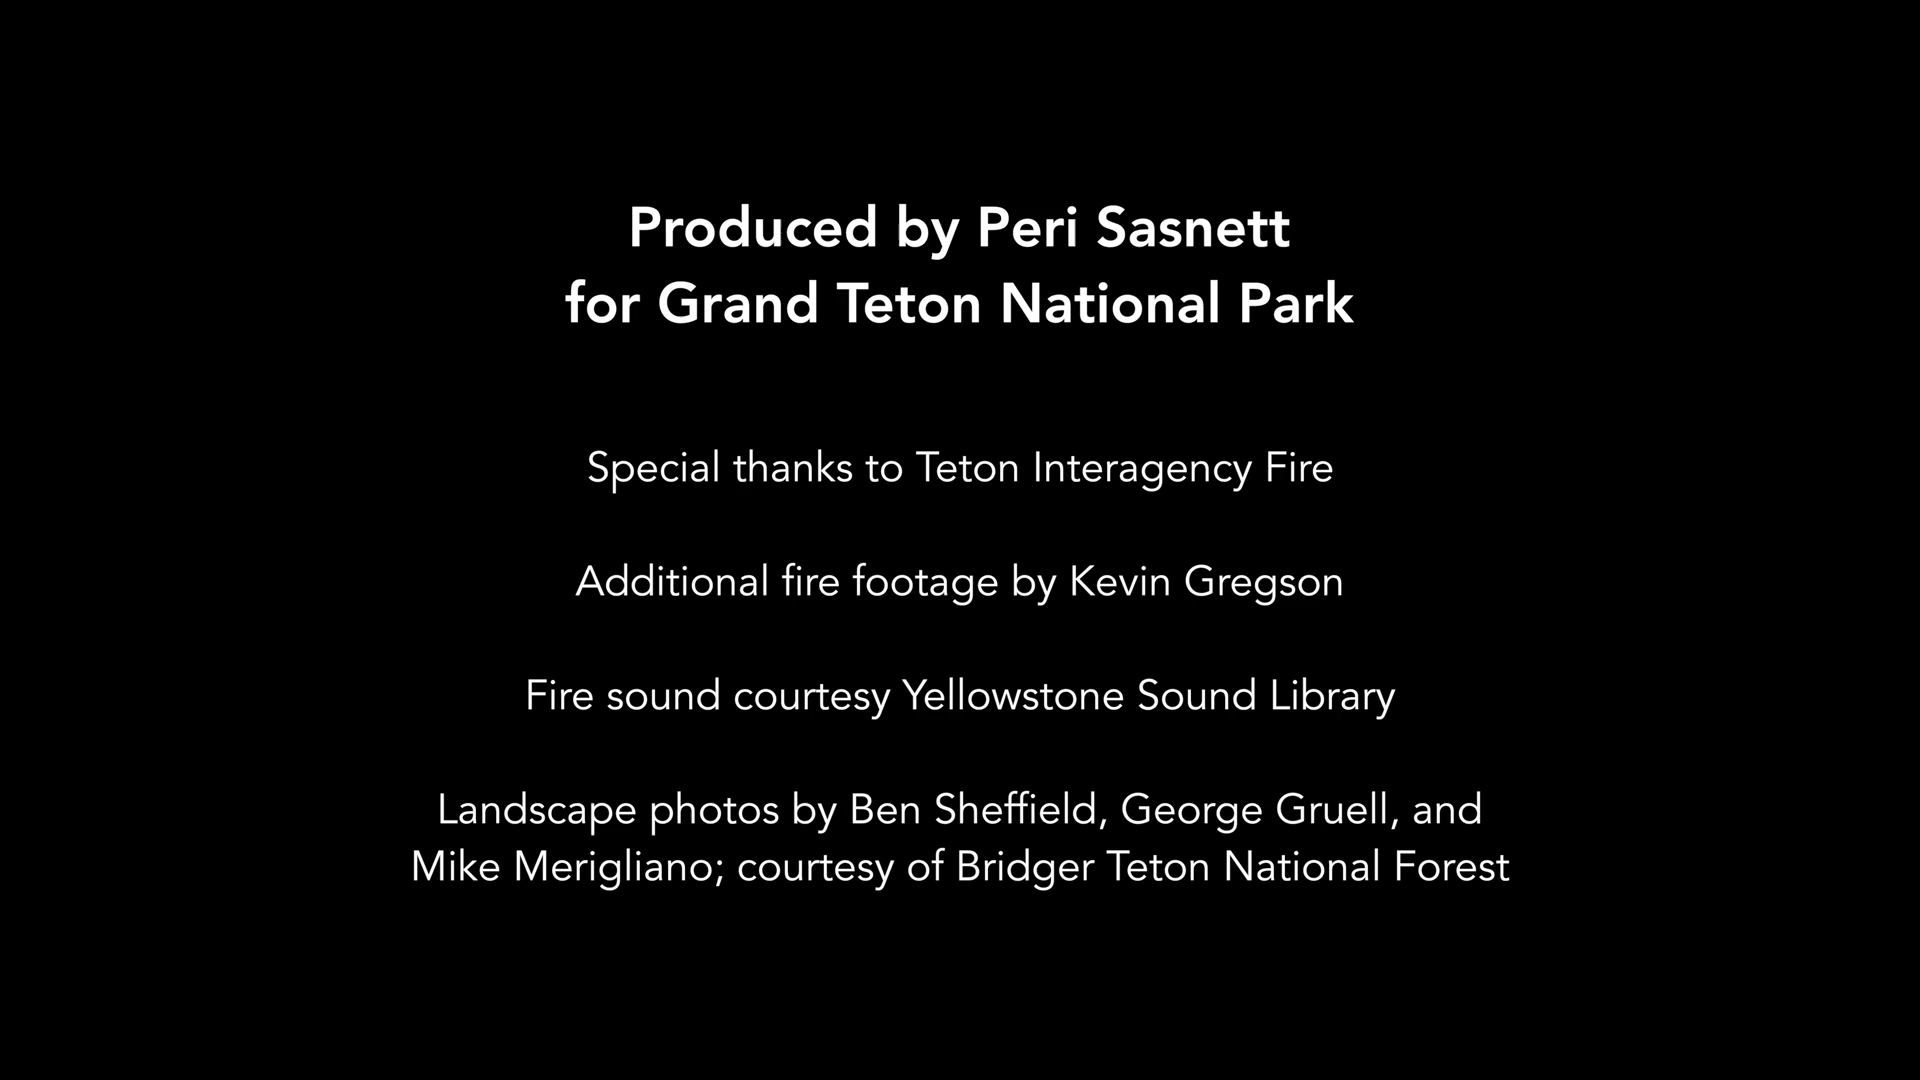 Produced by Peri Sasnett
for Grand Teton National Park
Special thanks to Teton Interagency Fire
Additional fire footage by Kevin Gregson
Fire sound courtesy Yellowstone Sound Library
Landscape photos by Ben Sheffield, George Gruell, and
Mike Merigliano; courtesy of Bridger Teton National Forest